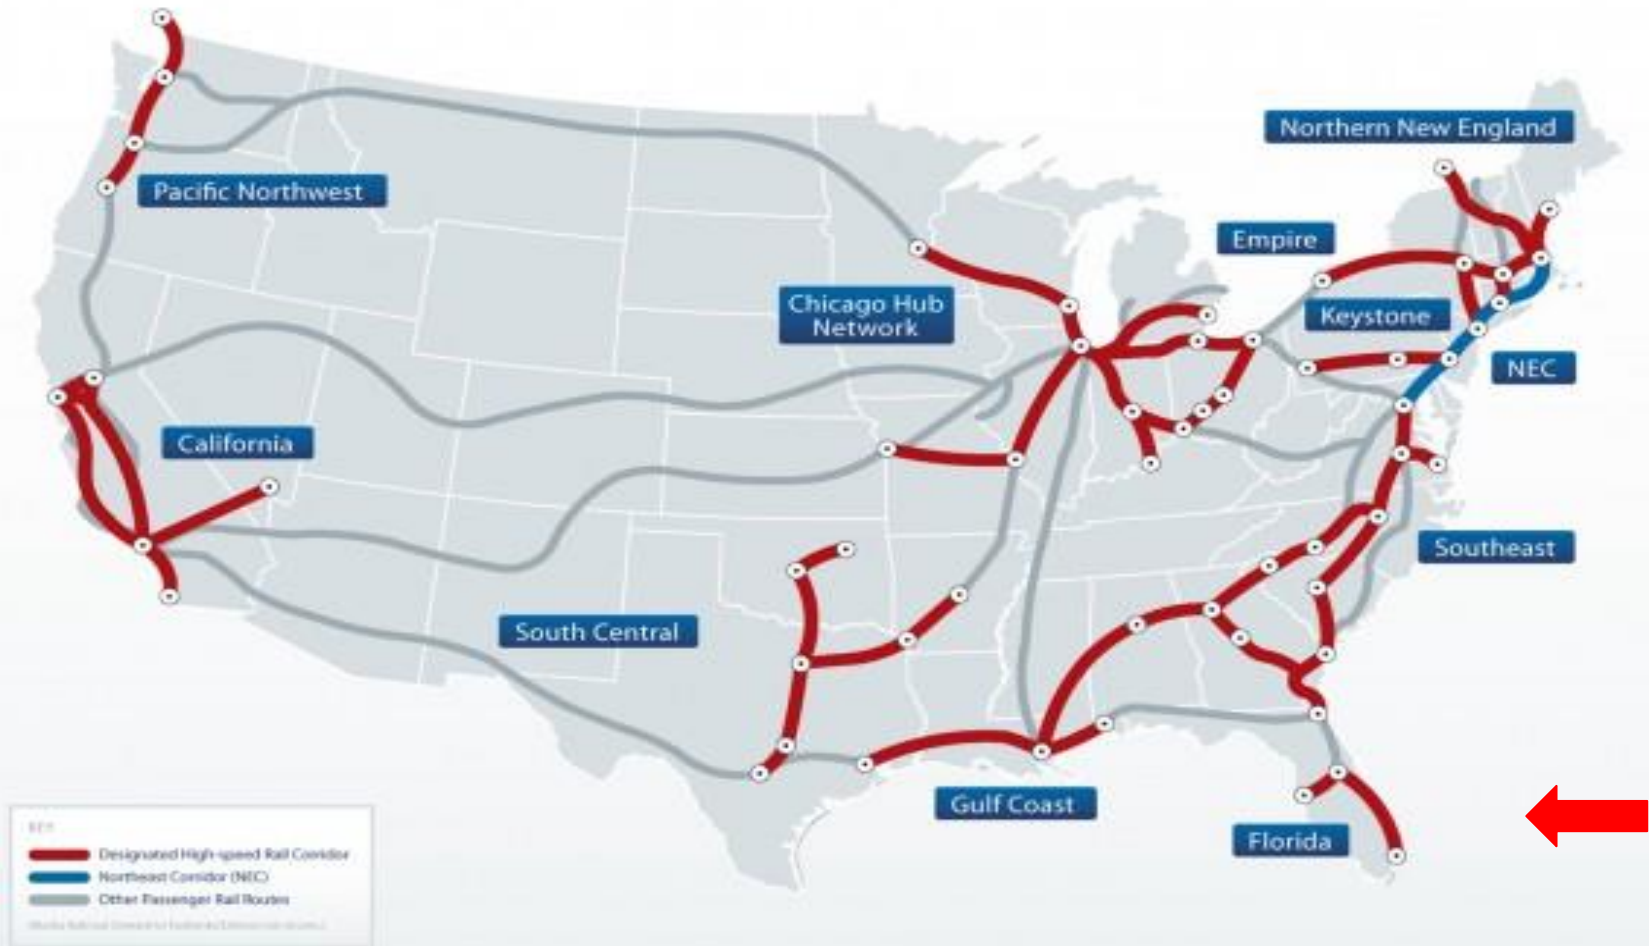 Northern New England
Pacific Northwest
Empire
Chicago Hub
Network
Keystone
NEC
California
Southeast
South Central
Gulf Coast
Florida
KEY
Designated High-speed Rail Corridor
Northeast Corridor (NEC)
Other Passenger Rail Routes